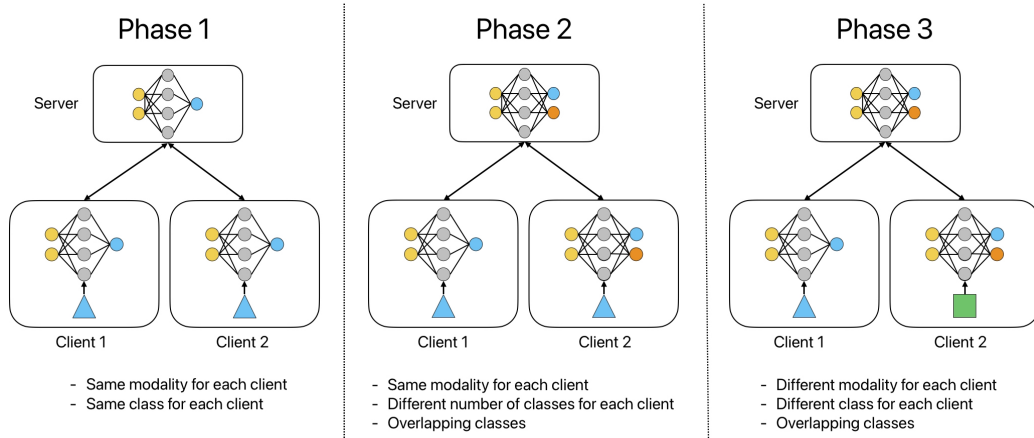 Phase 1
Server
Client 1
Client 2
- Same modality for each client
- Same class for each client
Phase 2
Server
Client 1
Client 2
- Same modality for each client
- Different number of classes for each client
- Overlapping classes
Phase 3
Server
Client 1
Client 2
- Different modality for each client
- Different class for each client
- Overlapping classes